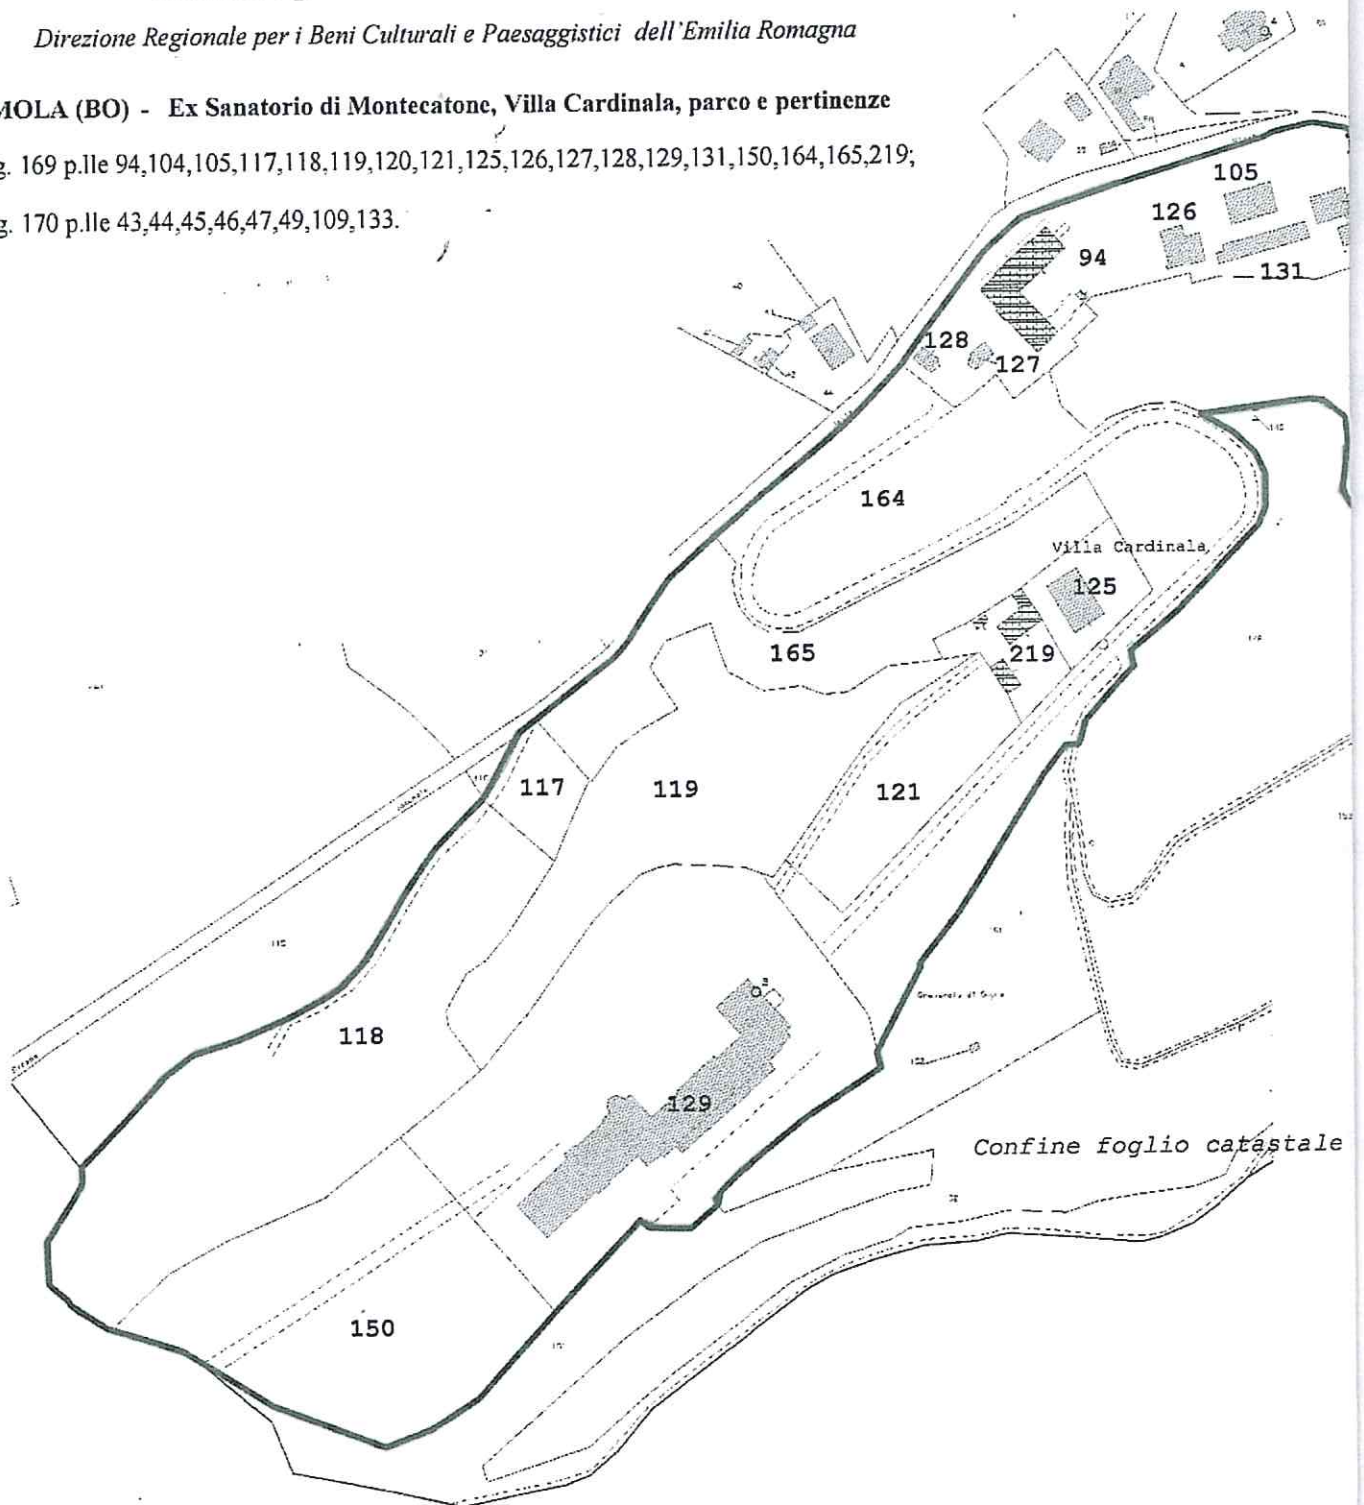 Direzione Regionale per i Beni Culturali e Paesaggistici dell'Emilia Romagna
MOLA (BO) - Ex Sanatorio di Montecatone, Villa Cardinala, parco e pertinenze
g. 169 p.lle 94,104,105,117,118,119,120,121,125,126,127,128,129,131,150,164,165,219;
g. 170 p.lle 43,44,45,46,47,49,109,133.
105
126
94
131
128
127
164
Villa Cardinala
125
165
219
117
119
121
118
129
Confine foglio catastale
150